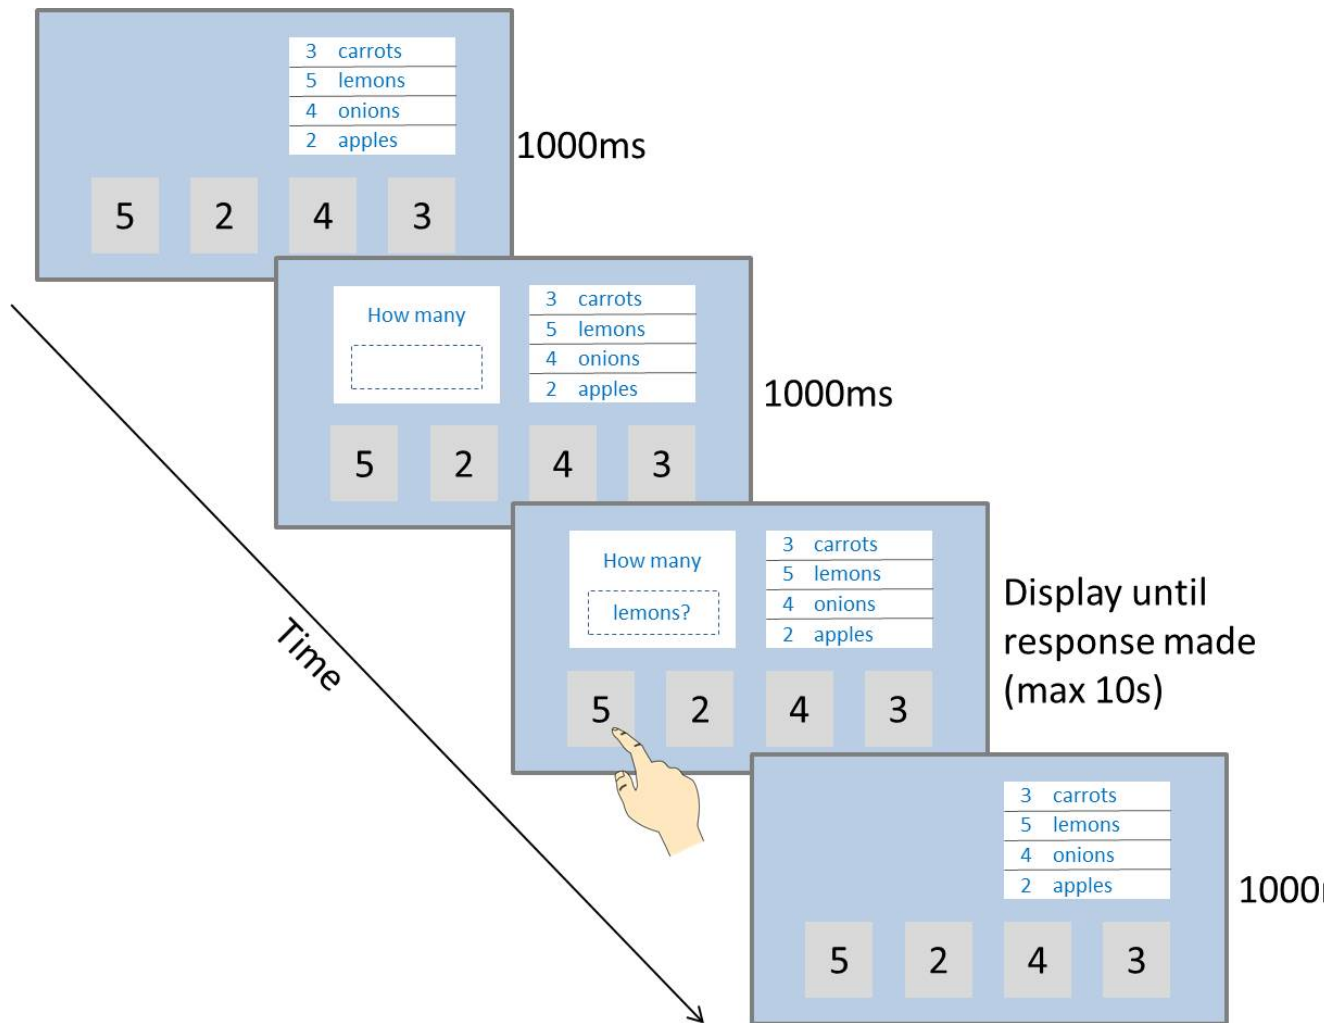 3 carrots
5 lemons
4 onions
2 apples
1000ms
5 2 4 3
How many
3 carrots
5 lemons
4 onions
2 apples
1000ms
5 2 4 3
How many
lemons?
3 carrots
5 lemons
4 onions
2 apples
Display until
response made
(max 10s)
5 2 4 3
Time
3 carrots
5 lemons
4 onions
2 apples
1000
5 2 4 3